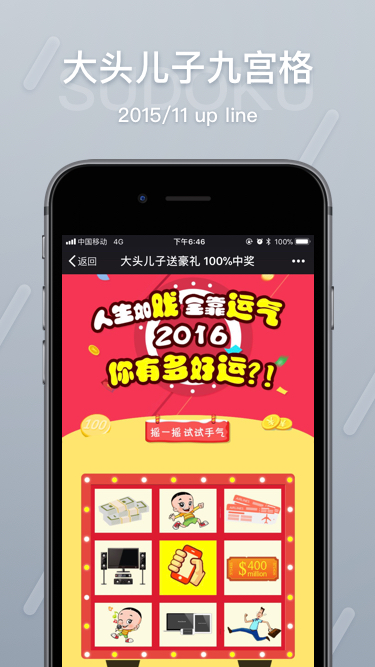 大头儿子九宫格
SODOKU
2015/11 up line
中国移动 4G 下午6:46 100%
返回 大头儿子送豪礼 100%中奖
人生如戏 全靠运气
2016
你有多好运?!
100
摇一摇 试试手气
$400
million